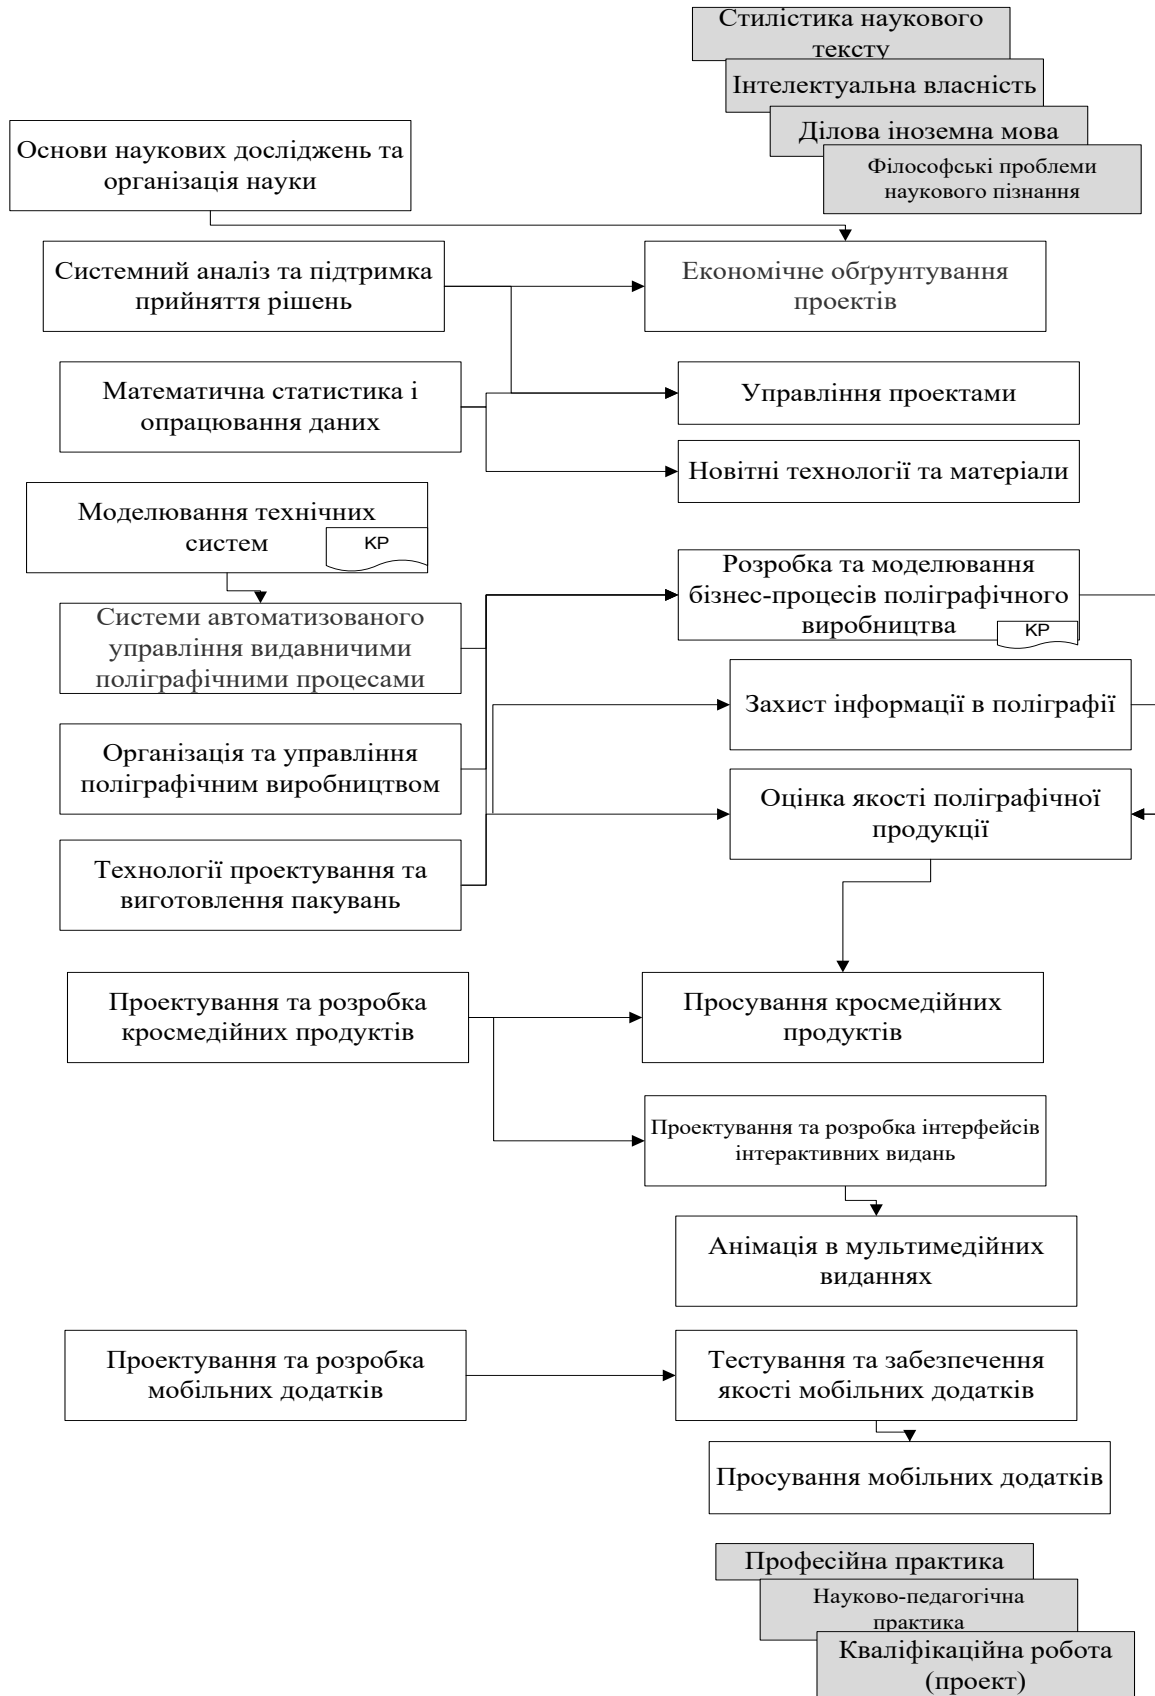 Стилістика наукового
тексту
Інтелектуальна власність
Ділова іноземна мова
Філософські проблеми
наукового пізнання
Основи наукових досліджень та
організація науки
Системний аналіз та підтримка
прийняття рішень
Економічне обґрунтування
проектів
Математична статистика і
опрацювання даних
Управління проектами
Новітні технології та матеріали
Моделювання технічних
систем
КР
Системи автоматизованого
управління видавничими
поліграфічними процесами
Розробка та моделювання
бізнес-процесів поліграфічного
виробництва
КР
Захист інформації в поліграфії
Організація та управління
поліграфічним виробництвом
Оцінка якості поліграфічної
продукції
Технології проектування та
виготовлення пакувань
Проектування та розробка
кросмедійних продуктів
Просування кросмедійних
продуктів
Проектування та розробка інтерфейсів
інтерактивних видань
Анімація в мультимедійних
виданнях
Проектування та розробка
мобільних додатків
Тестування та забезпечення
якості мобільних додатків
Просування мобільних додатків
Професійна практика
Науково-педагогічна
практика
Кваліфікаційна робота
(проект)